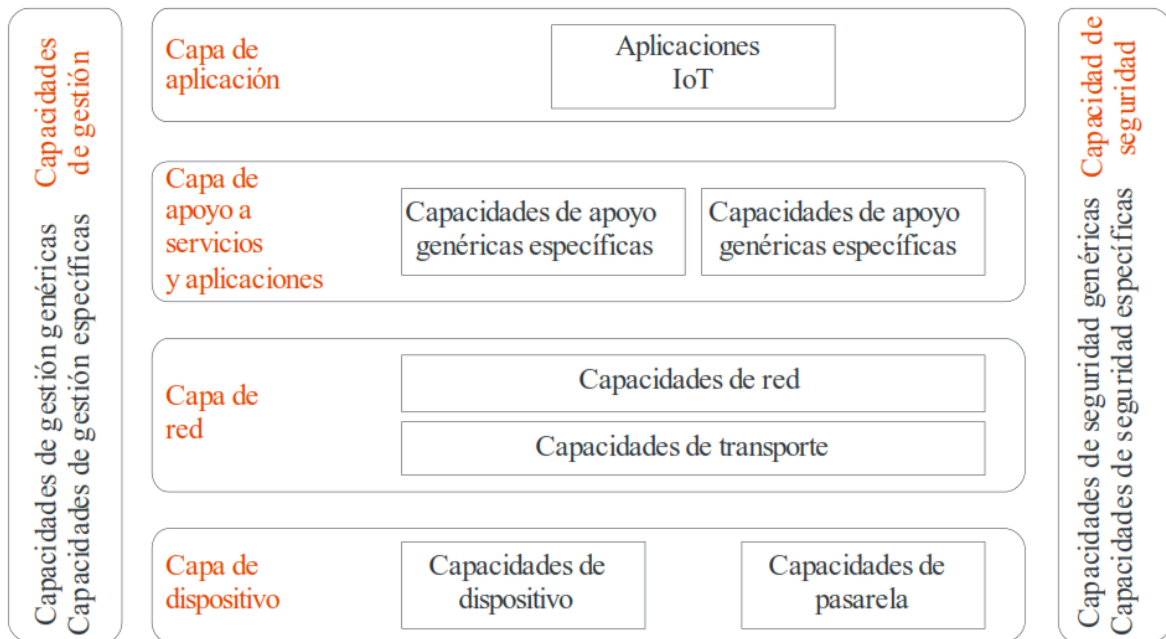 Capacidades
de gestión
Capacidades de gestión genéricas
Capacidades de gestión específicas
Capa de
aplicación
Aplicaciones
IoT
Capa de
apoyo a
servicios
y aplicaciones
Capacidades de apoyo
genéricas específicas
Capacidades de apoyo
genéricas específicas
Capa de
red
Capacidades de red
Capacidades de transporte
Capa de
dispositivo
Capacidades de
dispositivo
Capacidades de
pasarela
Capacidad de
seguridad
Capacidades de seguridad genéricas
Capacidades de seguridad específicas